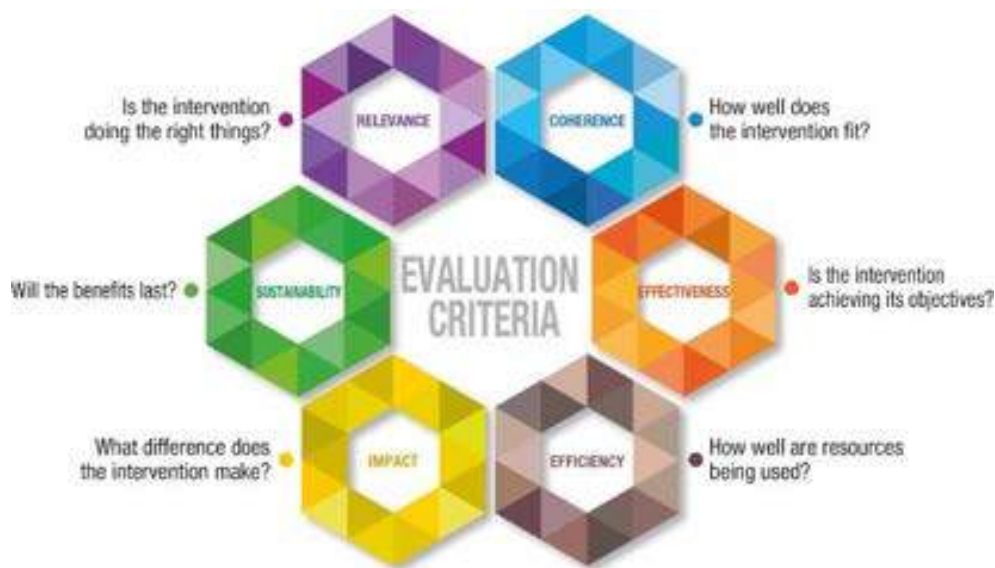 Is the intervention
doing the right things?
RELEVANCE
COHERENCE
How well does
the intervention fit?
Will the benefits last?
SUSTAINABILITY
EVALUATION
CRITERIA
EFFECTIVENESS
Is the intervention
achieving its objectives?
What difference does
the intervention make?
IMPACT
EFFICIENCY
How well are resources
being used?